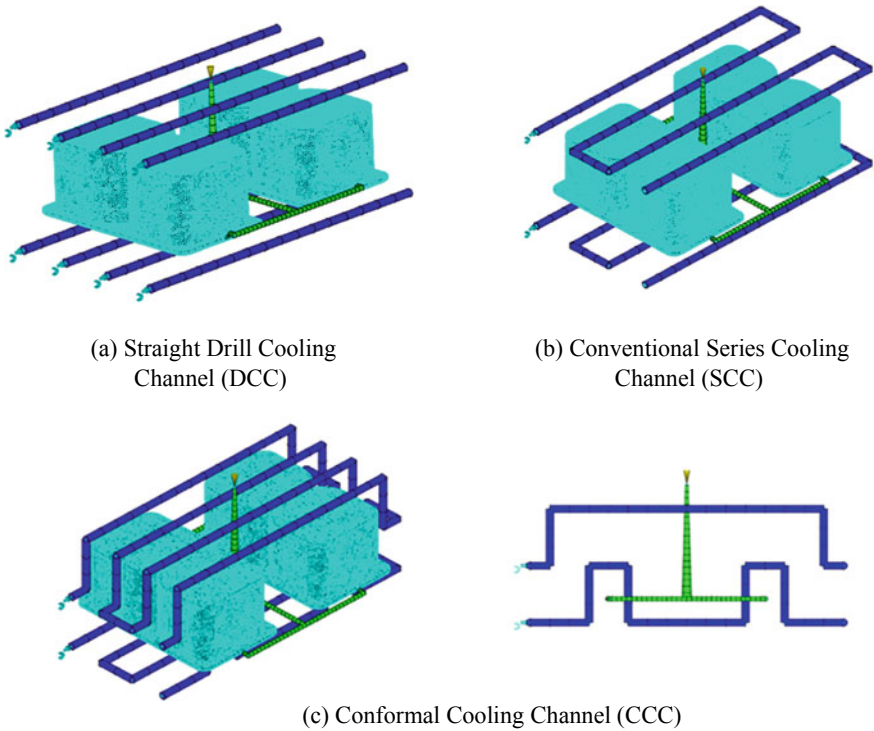 (a) Straight Drill Cooling
Channel (DCC)
(b) Conventional Series Cooling
Channel (SCC)
(c) Conformal Cooling Channel (CCC)